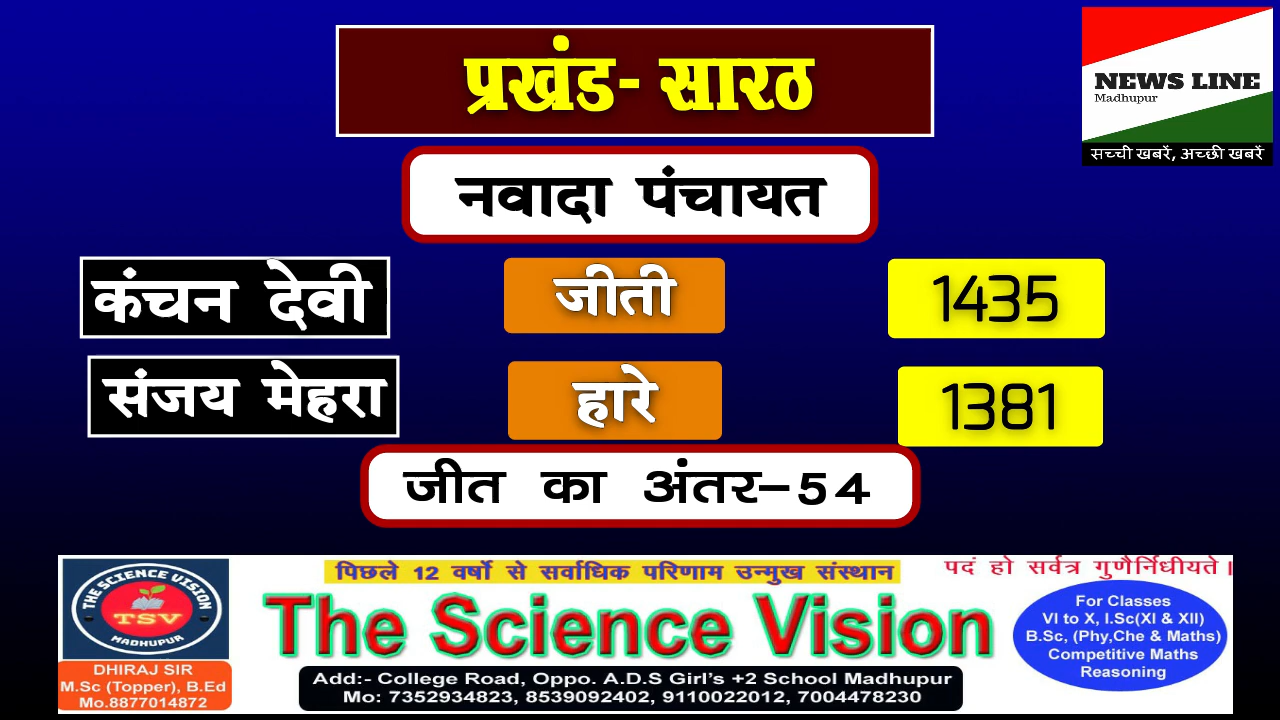 प्रखंड- सारठ
NEWS LINE
Madhupur
सच्ची खबरें, अच्छी खबरें
नवादा पंचायत
कंचन देवी जीती 1435
संजय मेहरा हारे 1381
जीत का अंतर-54
THE SCIENCE VISION
TSV
MADHUPUR
DHIRAJ SIR
M.Sc (Topper), B.Ed
Mo.8877014872
पिछले 12 वर्षो से सर्वाधिक परिणाम उन्मुख संस्थान
The Science Vision
Add:- College Road, Oppo. A.D.S Girl's +2 School Madhupur
Mo: 7352934823, 8539092402, 9110022012, 7004478230
पदं हो सर्वत्र गुणैर्निधीयते।
For Classes
VI to X, I.Sc(XI & XII)
B.Sc, (Phy,Che & Maths)
Competitive Maths
Reasoning